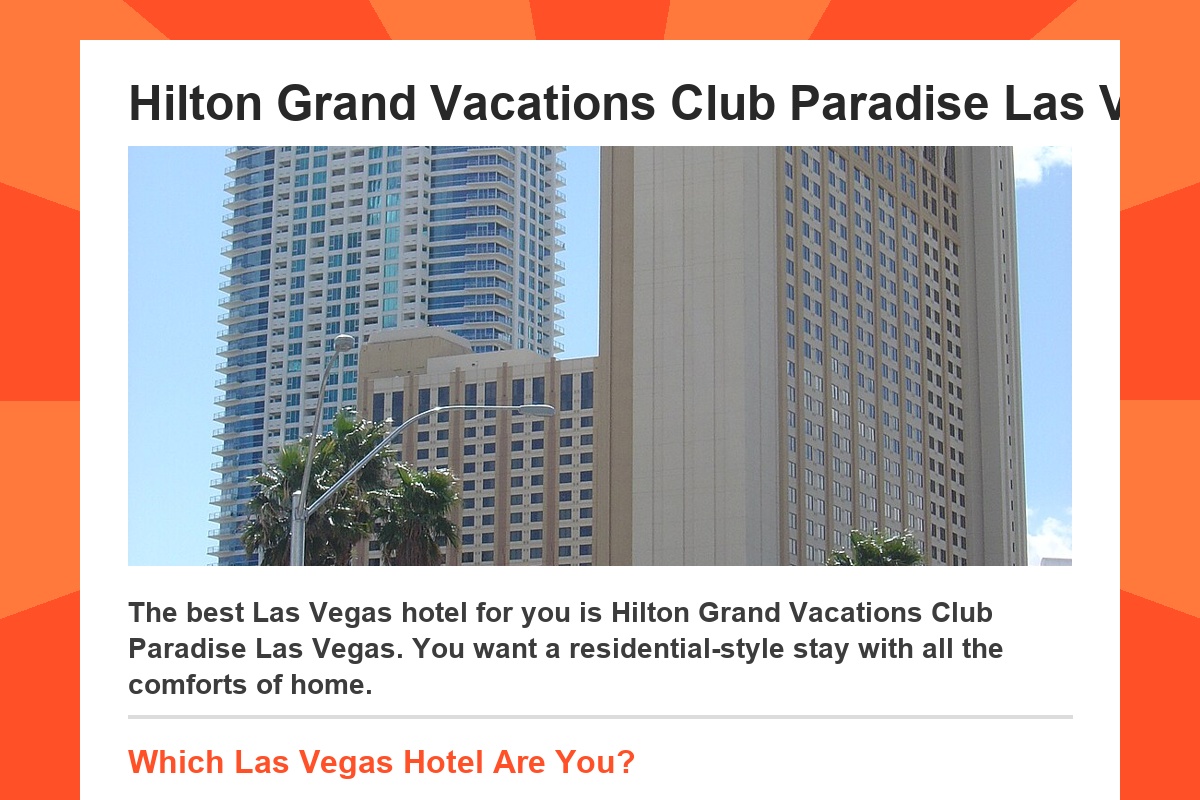 Hilton Grand Vacations Club Paradise Las V
The best Las Vegas hotel for you is Hilton Grand Vacations Club
Paradise Las Vegas. You want a residential-style stay with all the
comforts of home.
Which Las Vegas Hotel Are You?